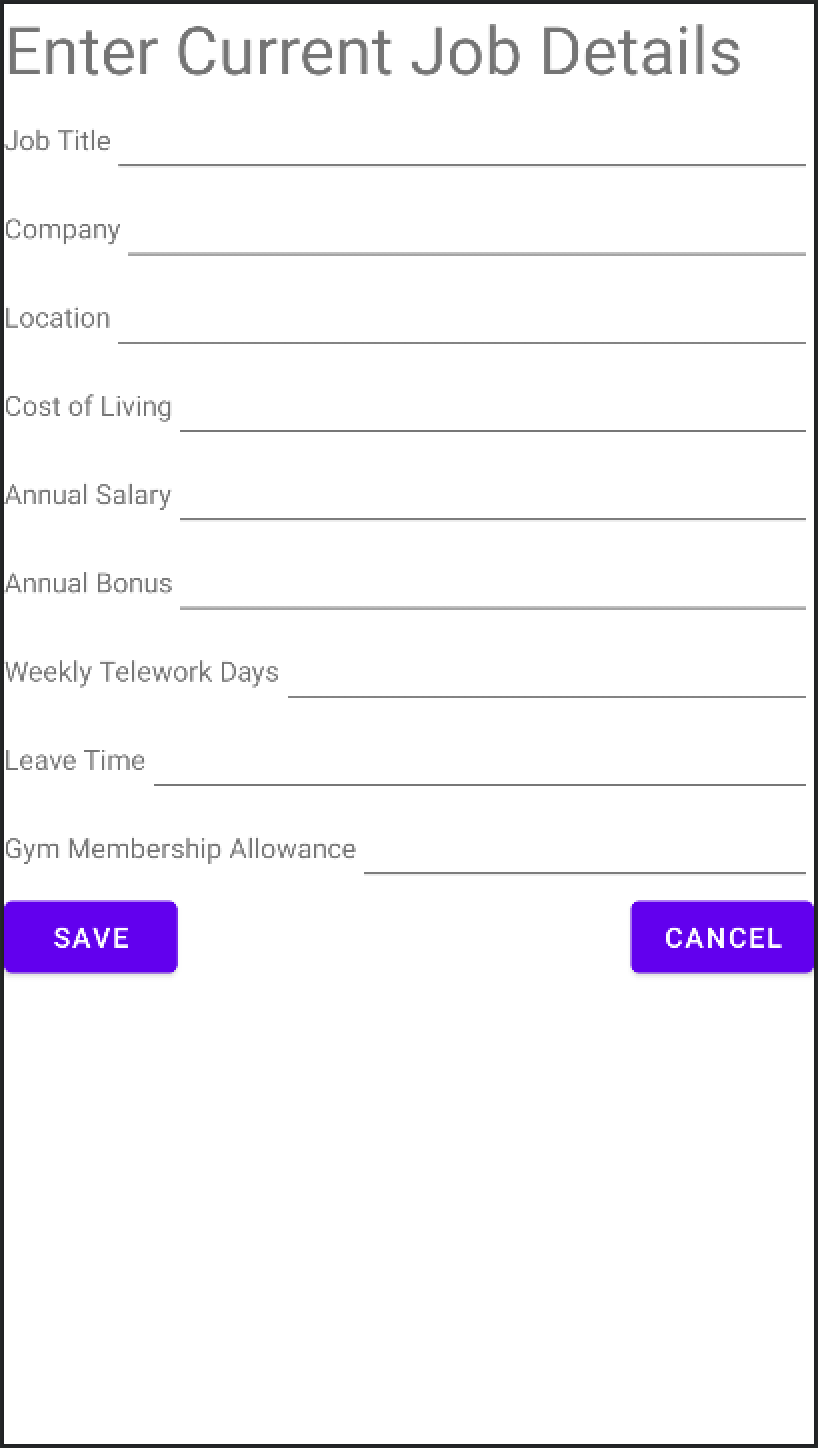 Enter Current Job Details
Job Title
Company
Location
Cost of Living
Annual Salary
Annual Bonus
Weekly Telework Days
Leave Time
Gym Membership Allowance
SAVE CANCEL